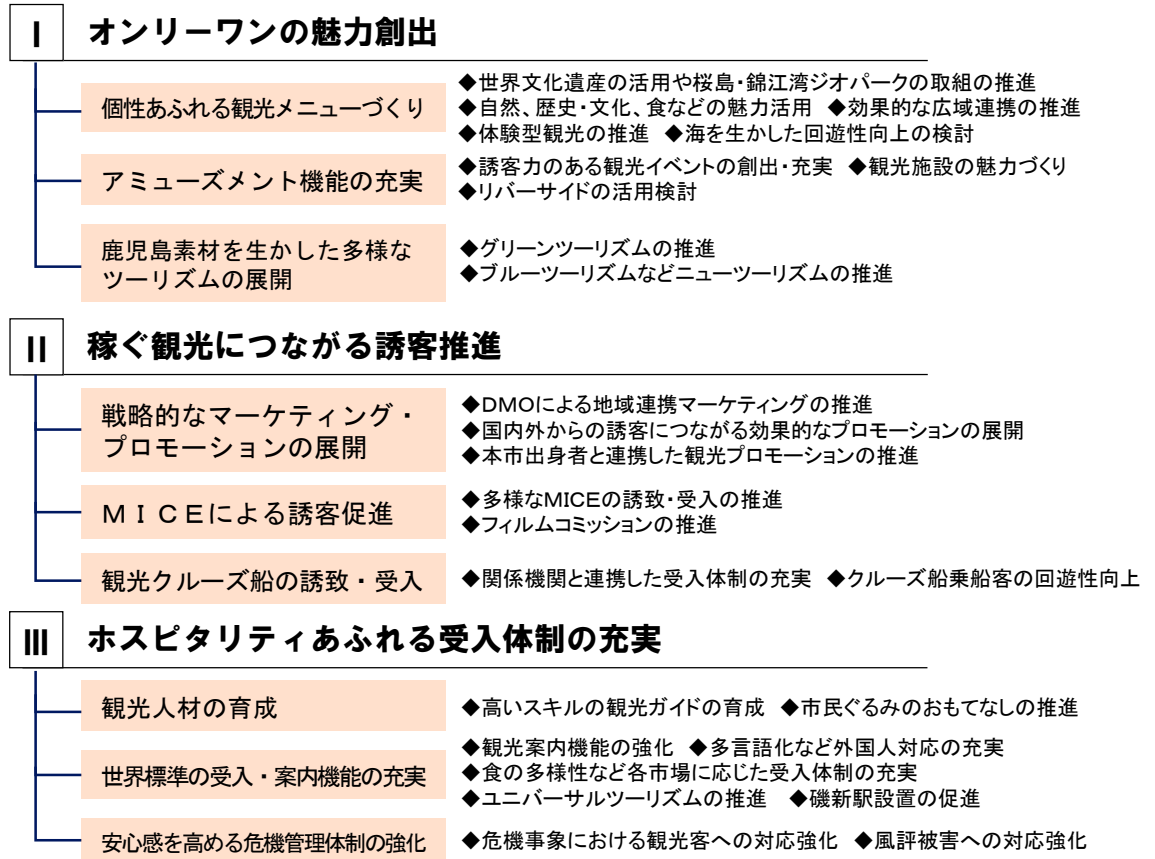 Ⅰ オンリーワンの魅力創出
個性あふれる観光メニューづくり
◆世界文化遺産の活用や桜島・錦江湾ジオパークの取組の推進
◆自然、歴史・文化、食などの魅力活用 ◆効果的な広域連携の推進
◆体験型観光の推進 ◆海を生かした回遊性向上の検討
アミューズメント機能の充実
◆誘客力のある観光イベントの創出・充実 ◆観光施設の魅力づくり
◆リバーサイドの活用検討
鹿児島素材を生かした多様な
ツーリズムの展開
◆グリーンツーリズムの推進
◆ブルーツーリズムなどニューツーリズムの推進
Ⅱ 稼ぐ観光につながる誘客推進
戦略的なマーケティング・
プロモーションの展開
◆DMOによる地域連携マーケティングの推進
◆国内外からの誘客につながる効果的なプロモーションの展開
◆本市出身者と連携した観光プロモーションの推進
ＭＩＣＥによる誘客促進
◆多様なMICEの誘致・受入の推進
◆フィルムコミッションの推進
観光クルーズ船の誘致・受入
◆関係機関と連携した受入体制の充実 ◆クルーズ船乗船客の回遊性向上
Ⅲ ホスピタリティあふれる受入体制の充実
観光人材の育成
◆高いスキルの観光ガイドの育成 ◆市民ぐるみのおもてなしの推進
世界標準の受入・案内機能の充実
◆観光案内機能の強化 ◆多言語化など外国人対応の充実
◆食の多様性など各市場に応じた受入体制の充実
◆ユニバーサルツーリズムの推進 ◆磯新駅設置の促進
安心感を高める危機管理体制の強化
◆危機事象における観光客への対応強化 ◆風評被害への対応強化